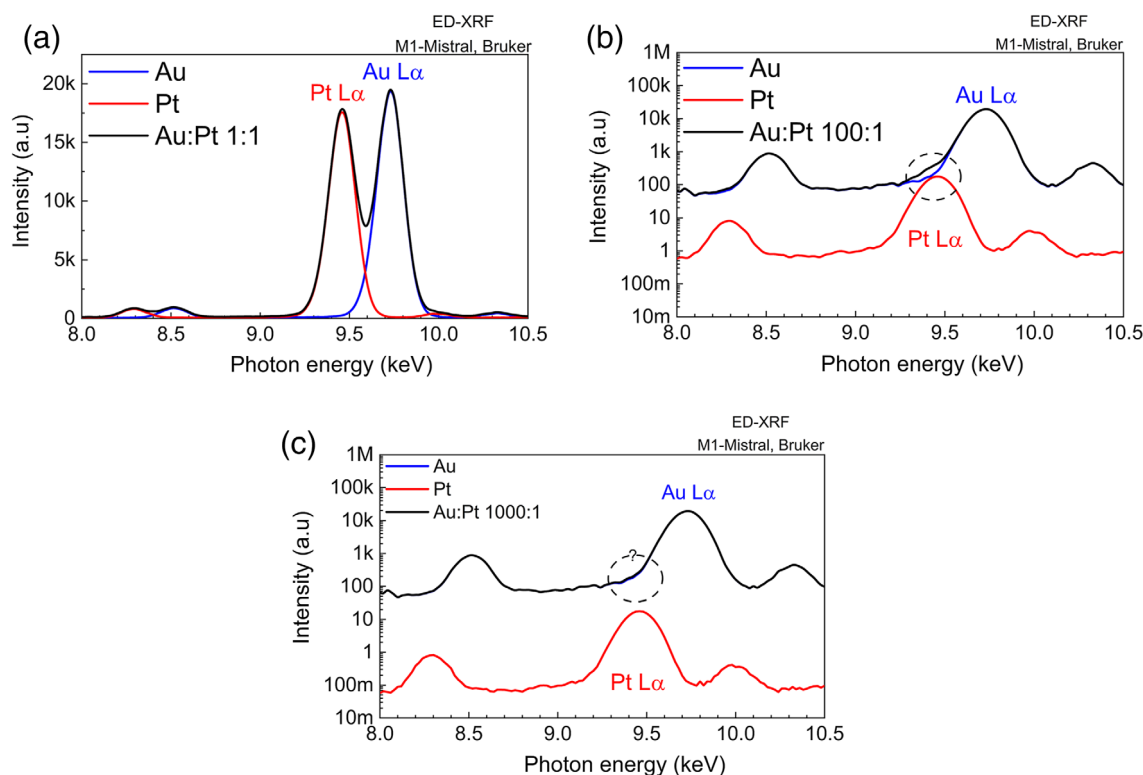 (a)
ED-XRF
M1-Mistral, Bruker
Au
Pt
Au:Pt 1:1
Pt Lα
Au Lα
20k
15k
10k
5k
0
Intensity (a.u)
8.0 8.5 9.0 9.5 10.0 10.5
Photon energy (keV)
(b)
ED-XRF
M1-Mistral, Bruker
Au
Pt
Au:Pt 100:1
Au Lα
Pt Lα
1M
100k
10k
1k
100
10
1
100m
10m
Intensity (a.u)
8.0 8.5 9.0 9.5 10.0 10.5
Photon energy (keV)
(c)
ED-XRF
M1-Mistral, Bruker
Au
Pt
Au:Pt 1000:1
Au Lα
?
Pt Lα
1M
100k
10k
1k
100
10
1
100m
10m
Intensity (a.u)
8.0 8.5 9.0 9.5 10.0 10.5
Photon energy (keV)